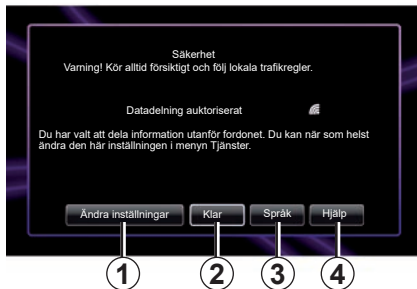 Säkerhet
Varning! Kör alltid försiktigt och följ lokala trafikregler.
Datadelning auktoriserat
Du har valt att dela information utanför fordonet. Du kan när som helst
ändra den här inställningen i menyn Tjänster.
Ändra inställningar Klar Språk Hjälp
1 2 3 4